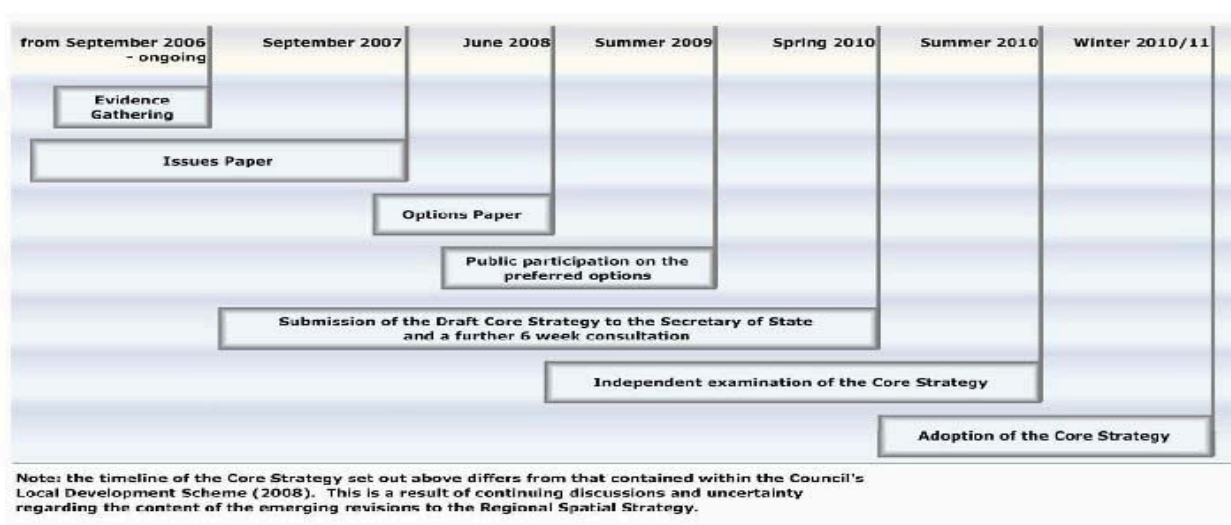 from September 2006 - ongoing
September 2007
June 2008
Summer 2009
Spring 2010
Summer 2010
Winter 2010/11
Evidence
Gathering
Issues Paper
Options Paper
Public participation on the
preferred options
Submission of the Draft Core Strategy to the Secretary of State
and a further 6 week consultation
Independent examination of the Core Strategy
Adoption of the Core Strategy
Note: the timeline of the Core Strategy set out above differs from that contained within the Council's
Local Development Scheme (2008). This is a result of continuing discussions and uncertainty
regarding the content of the emerging revisions to the Regional Spatial Strategy.